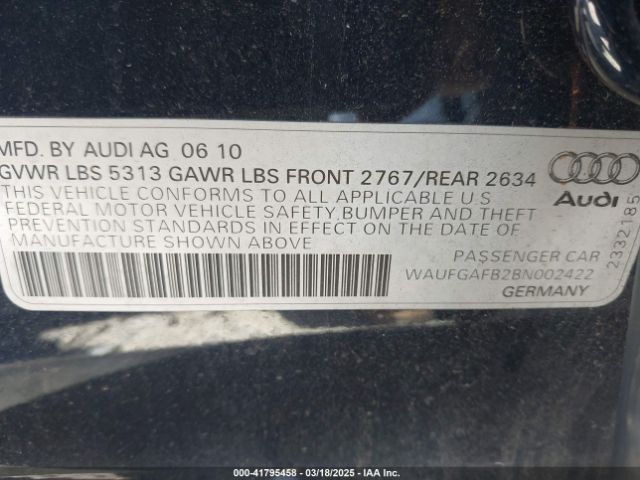 MFD. BY AUDI AG 06 10
GVWR LBS 5313 GAWR LBS FRONT 2767/REAR 2634
THIS VEHICLE CONFORMS TO ALL APPLICABLE U S
FEDERAL MOTOR VEHICLE SAFETY,BUMPER AND THEFT
PREVENTION STANDARDS IN EFFECT ON THE DATE OF
MANUFACTURE SHOWN ABOVE
PASSENGER CAR
WAUFGAFB2BN002422
GERMANY
Audi
2332185
000-41795458 - 03/18/2025 - IAA Inc.